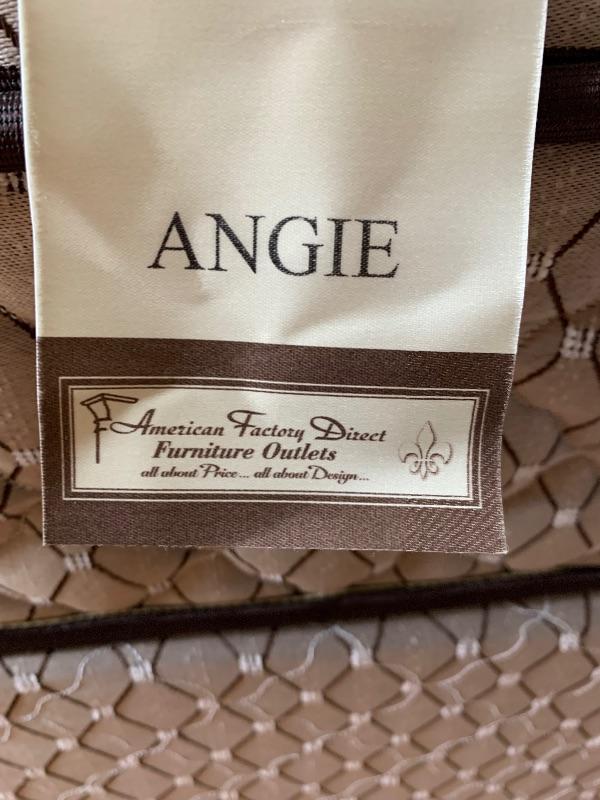 ANGIE
American Factory Direct
Furniture Outlets
all about Price... all about Design...